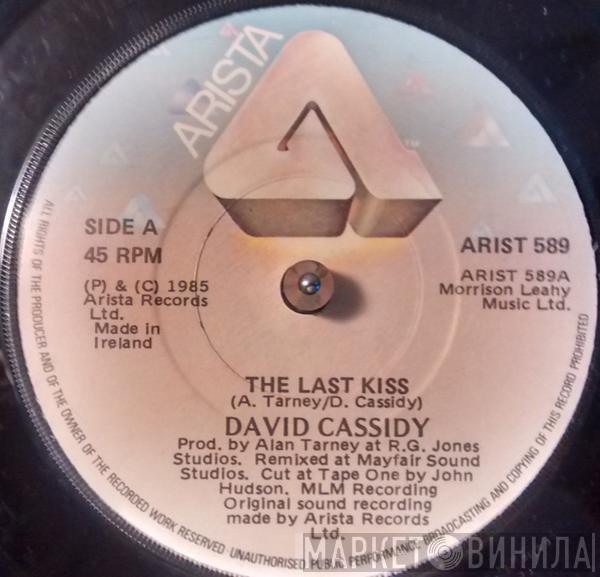 ARISTA
SIDE A
45 RPM
(P) & (C) 1985
Arista Records
Ltd.
Made in
Ireland
ARIST 589
ARIST 589A
Morrison Leahy
Music Ltd.
THE LAST KISS
(A. Tarney/D. Cassidy)
DAVID CASSIDY
Prod. by Alan Tarney at R.G. Jones
Studios. Remixed at Mayfair Sound
Studios. Cut at Tape One by John
Hudson. MLM Recording
Original sound recording
made by Arista Records
Ltd.
ALL RIGHTS OF THE PRODUCER AND OF THE OWNER OF THE RECORDED WORK RESERVED UNAUTHORISED PUBLIC PERFORMANCE BROADCASTING AND COPYING OF THIS RECORD PROHIBITED
TM
МАРКЕТ ВИНИЛА